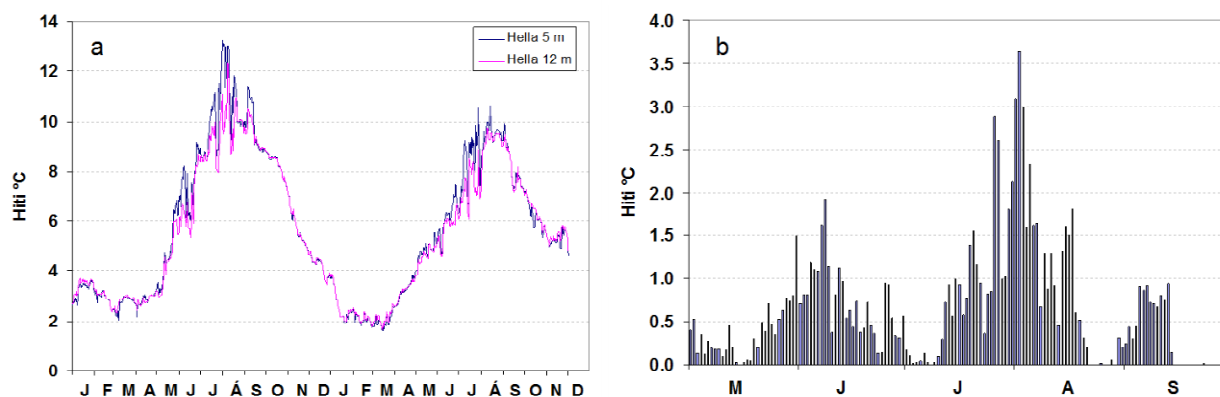 a
Hella 5 m
Hella 12 m
Hiti °C
14
12
10
8
6
4
2
0
J F M A M J J Á S O N D J F M A M J J Á S O N D
b
Hiti °C
4.0
3.5
3.0
2.5
2.0
1.5
1.0
0.5
0.0
M J J A S